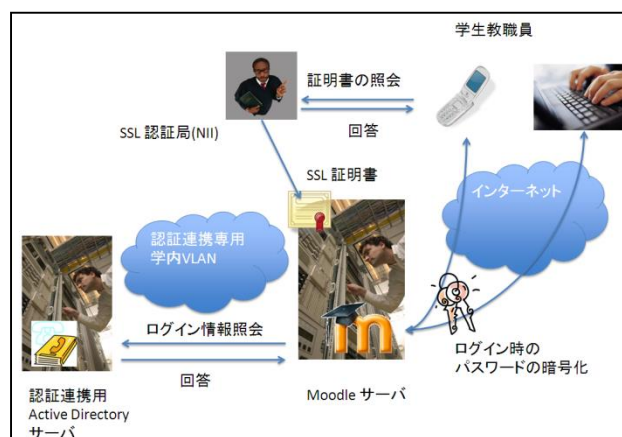 学生教職員
証明書の照会
回答
SSL 認証局(NII)
SSL 証明書
インターネット
認証連携専用
学内VLAN
ログイン情報照会
回答
ログイン時の
パスワードの暗号化
Moodle サーバ
認証連携用
Active Directory
サーバ